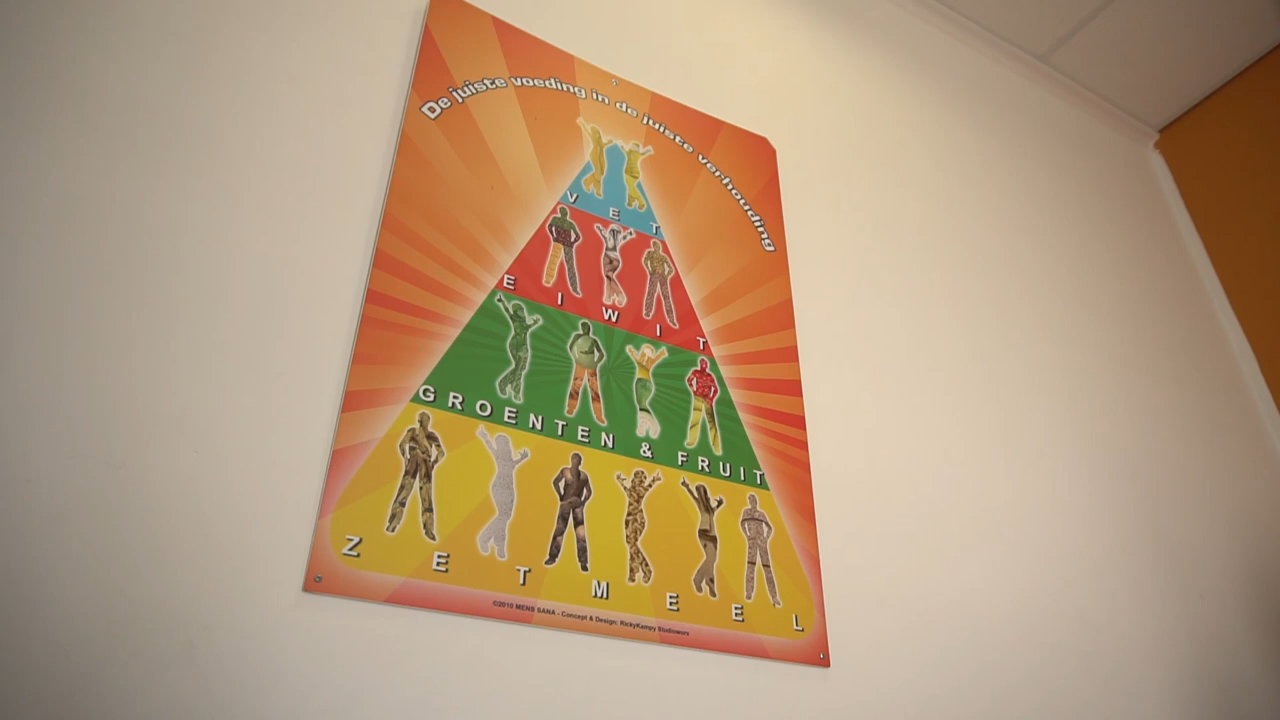 De juiste voeding in de juiste verhouding
VET
EIWIT
GROENTEN & FRUIT
ZETMEEL
©2010 MENS SANA - Concept & Design: RickyKampy Studioworx